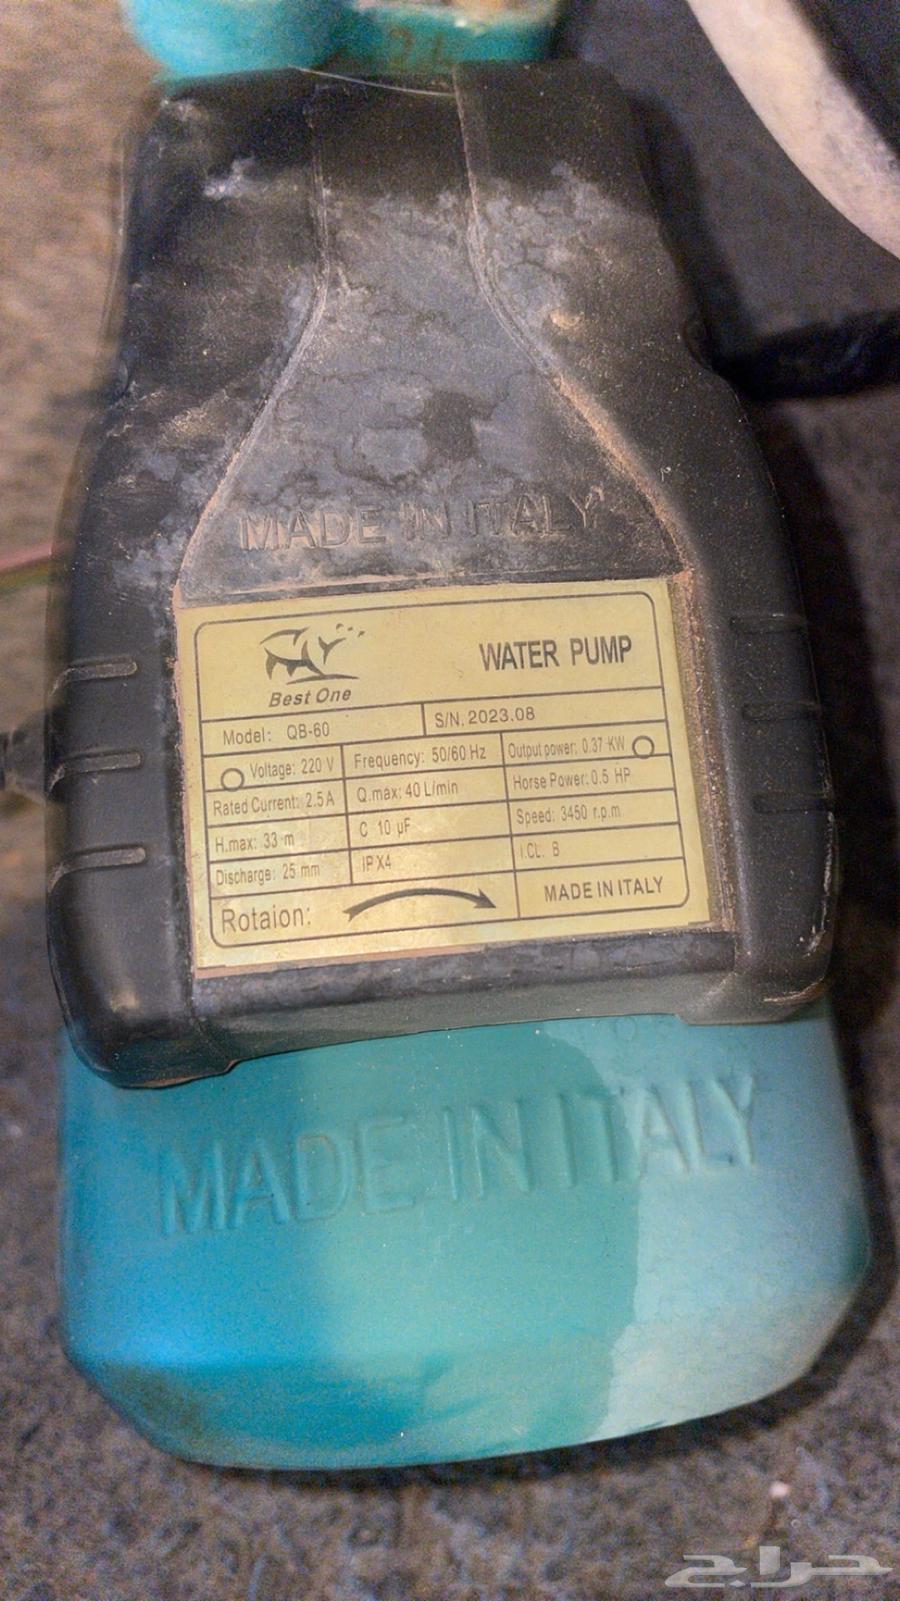 MADE IN ITALY
Best One
WATER PUMP
Model: QB-60
S/N. 2023.08
Voltage: 220 V
Frequency: 50/60 Hz
Output power: 0.37 KW
Rated Current: 2.5A
Q.max: 40 L/min
Horse Power: 0.5 HP
H.max: 33 m
C 10 µF
Speed: 3450 r.p.m
Discharge: 25 mm
IPX4
I.CL. B
Rotaion:
MADE IN ITALY
MADE IN ITALY
حراج